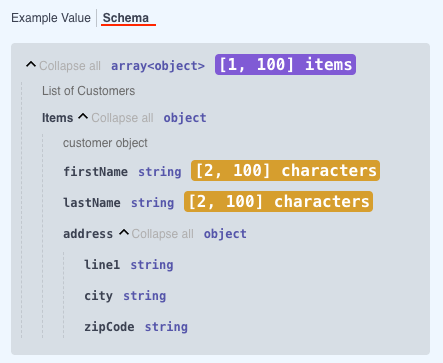 Example Value Schema
Collapse all array<object> [1, 100] items
List of Customers
Items Collapse all object
customer object
firstName string [2, 100] characters
lastName string [2, 100] characters
address Collapse all object
line1 string
city string
zipCode string